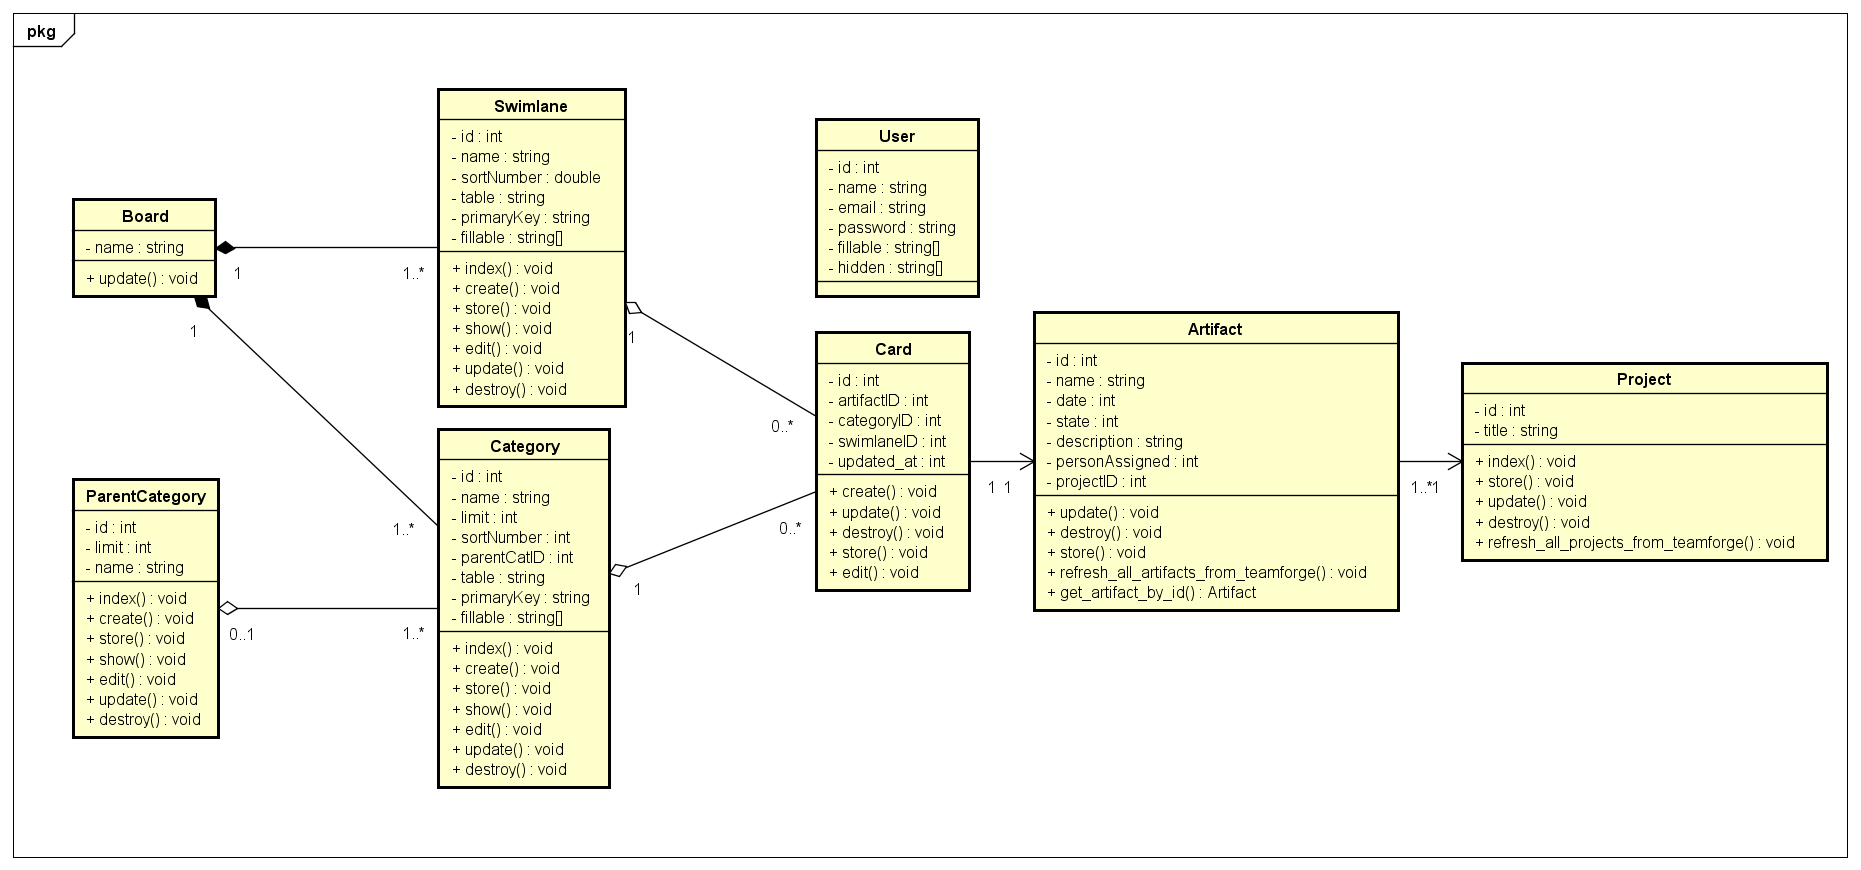 pkg
Swimlane
- id : int
- name : string
- sortNumber : double
- table : string
- primaryKey : string
- fillable : string[]
+ index() : void
+ create() : void
+ store() : void
+ show() : void
+ edit() : void
+ update() : void
+ destroy() : void
User
- id : int
- name : string
- email : string
- password : string
- fillable : string[]
- hidden : string[]
Board
- name : string
+ update() : void
1
1..*
1
1..*
1
0..*
Card
- id : int
- artifactID : int
- categoryID : int
- swimlaneID : int
- updated_at : int
+ create() : void
+ update() : void
+ destroy() : void
+ store() : void
+ edit() : void
Artifact
- id : int
- name : string
- date : int
- state : int
- description : string
- personAssigned : int
- projectID : int
+ update() : void
+ destroy() : void
+ store() : void
+ refresh_all_artifacts_from_teamforge() : void
+ get_artifact_by_id() : Artifact
Project
- id : int
- title : string
+ index() : void
+ store() : void
+ update() : void
+ destroy() : void
+ refresh_all_projects_from_teamforge() : void
1 1
1..*1
ParentCategory
- id : int
- limit : int
- name : string
+ index() : void
+ create() : void
+ store() : void
+ show() : void
+ edit() : void
+ update() : void
+ destroy() : void
0..1
1..*
Category
- id : int
- name : string
- limit : int
- sortNumber : int
- parentCatID : int
- table : string
- primaryKey : string
- fillable : string[]
+ index() : void
+ create() : void
+ store() : void
+ show() : void
+ edit() : void
+ update() : void
+ destroy() : void
1
0..*